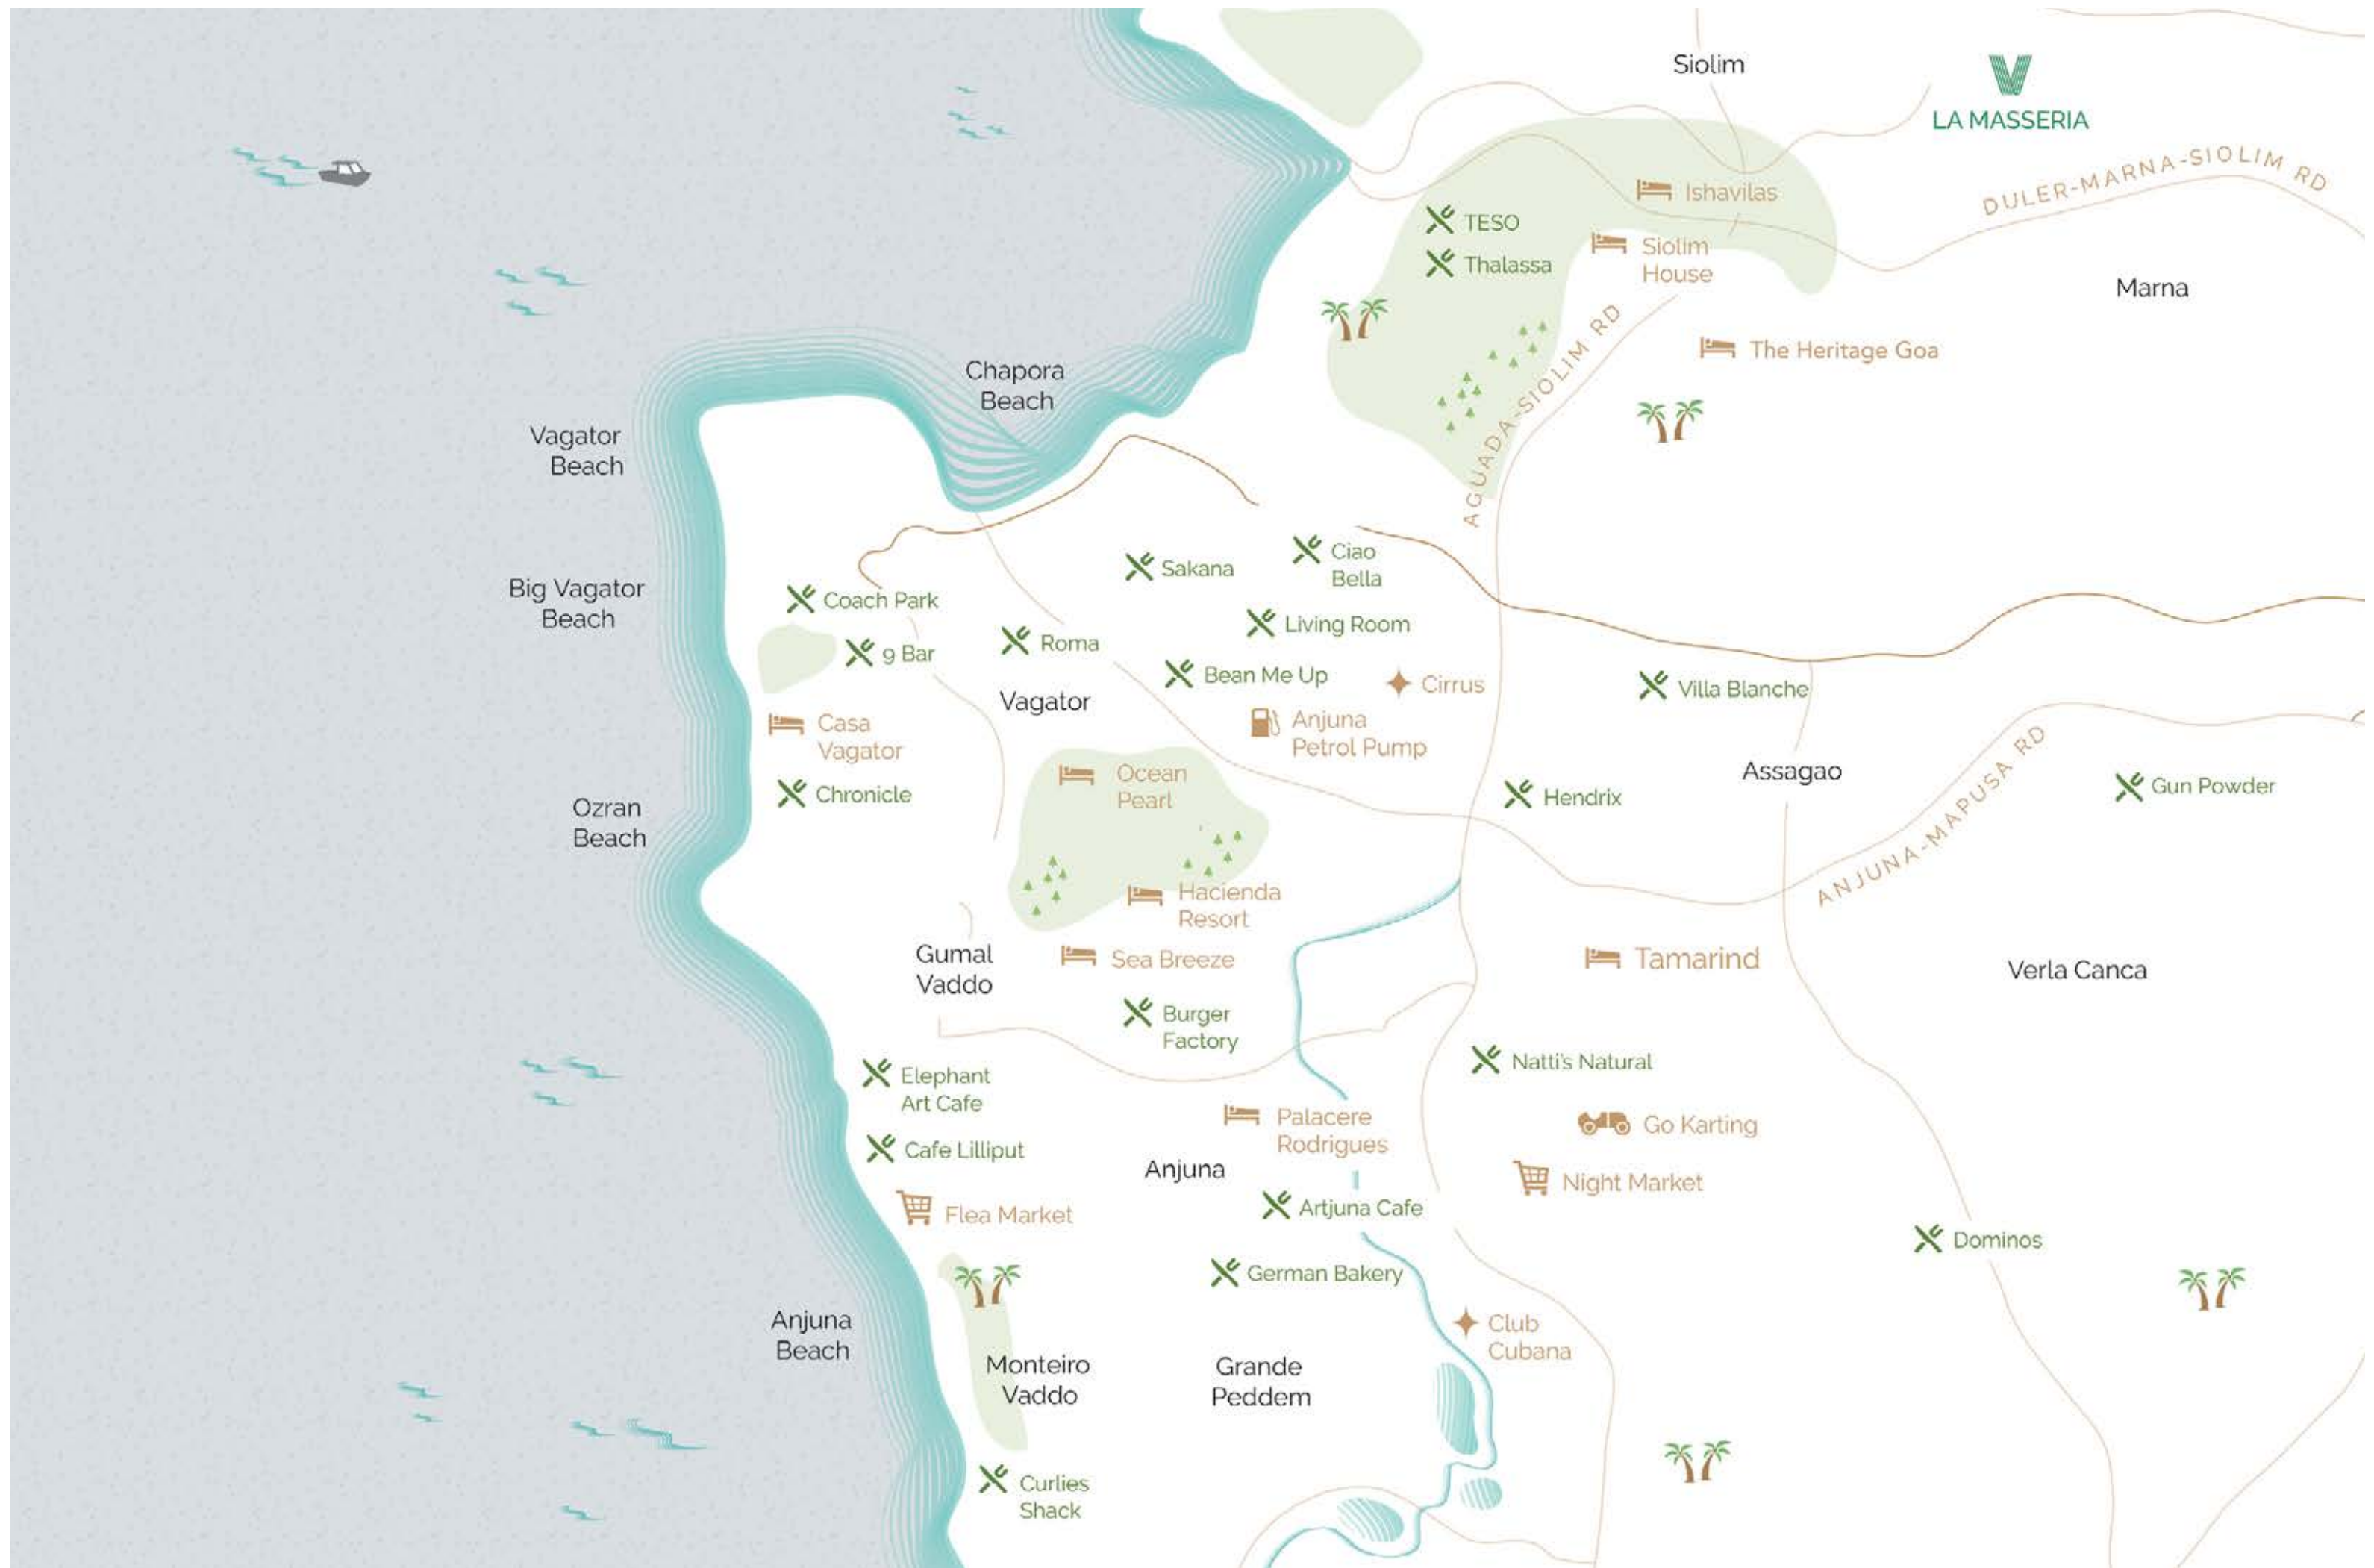 Siolim
LA MASSERIA
DULER-MARNA-SIOLIM RD
Ishavilas
TESO
Siolim
House
Thalassa
Marna
AGUADA-SIOLIM RD
The Heritage Goa
Chapora
Beach
Vagator
Beach
Ciao
Bella
Sakana
Big Vagator
Beach
Coach Park
Living Room
Roma
9 Bar
Bean Me Up
Cirrus
Villa Blanche
Vagator
Casa
Vagator
Anjuna
Petrol Pump
Ocean
Pearl
Assagao
ANJUNA-MAPUSA RD
Gun Powder
Chronicle
Hendrix
Ozran
Beach
Hacienda
Resort
Gumal
Vaddo
Sea Breeze
Tamarind
Verla Canca
Burger
Factory
Natti's Natural
Elephant
Art Cafe
Palacere
Rodrigues
Go Karting
Cafe Lilliput
Anjuna
Night Market
Flea Market
Artjuna Cafe
Dominos
German Bakery
Anjuna
Beach
Club
Cubana
Monteiro
Vaddo
Grande
Peddem
Curlies
Shack